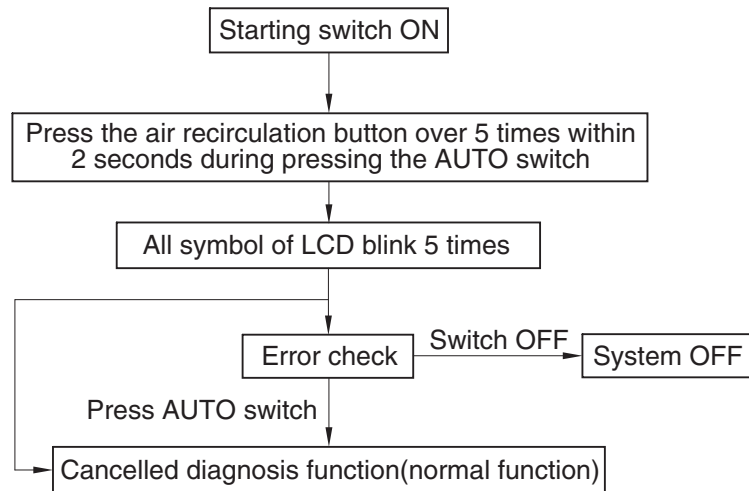 Starting switch ON
Press the air recirculation button over 5 times within
2 seconds during pressing the AUTO switch
All symbol of LCD blink 5 times
Error check
Switch OFF
System OFF
Press AUTO switch
Cancelled diagnosis function(normal function)